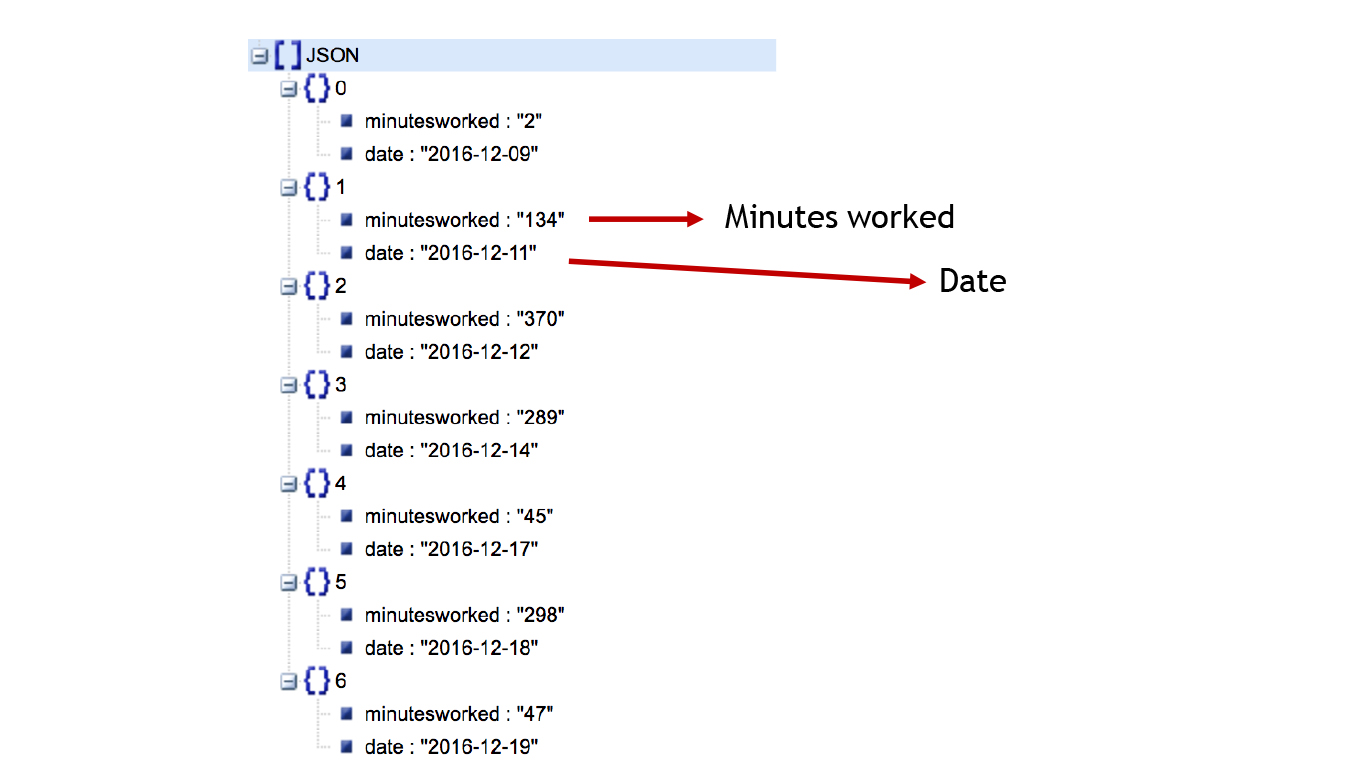 JSON
0
minutesworked : "2"
date : "2016-12-09"
1
minutesworked : "134"
Minutes worked
date : "2016-12-11"
Date
2
minutesworked : "370"
date : "2016-12-12"
3
minutesworked : "289"
date : "2016-12-14"
4
minutesworked : "45"
date : "2016-12-17"
5
minutesworked : "298"
date : "2016-12-18"
6
minutesworked : "47"
date : "2016-12-19"